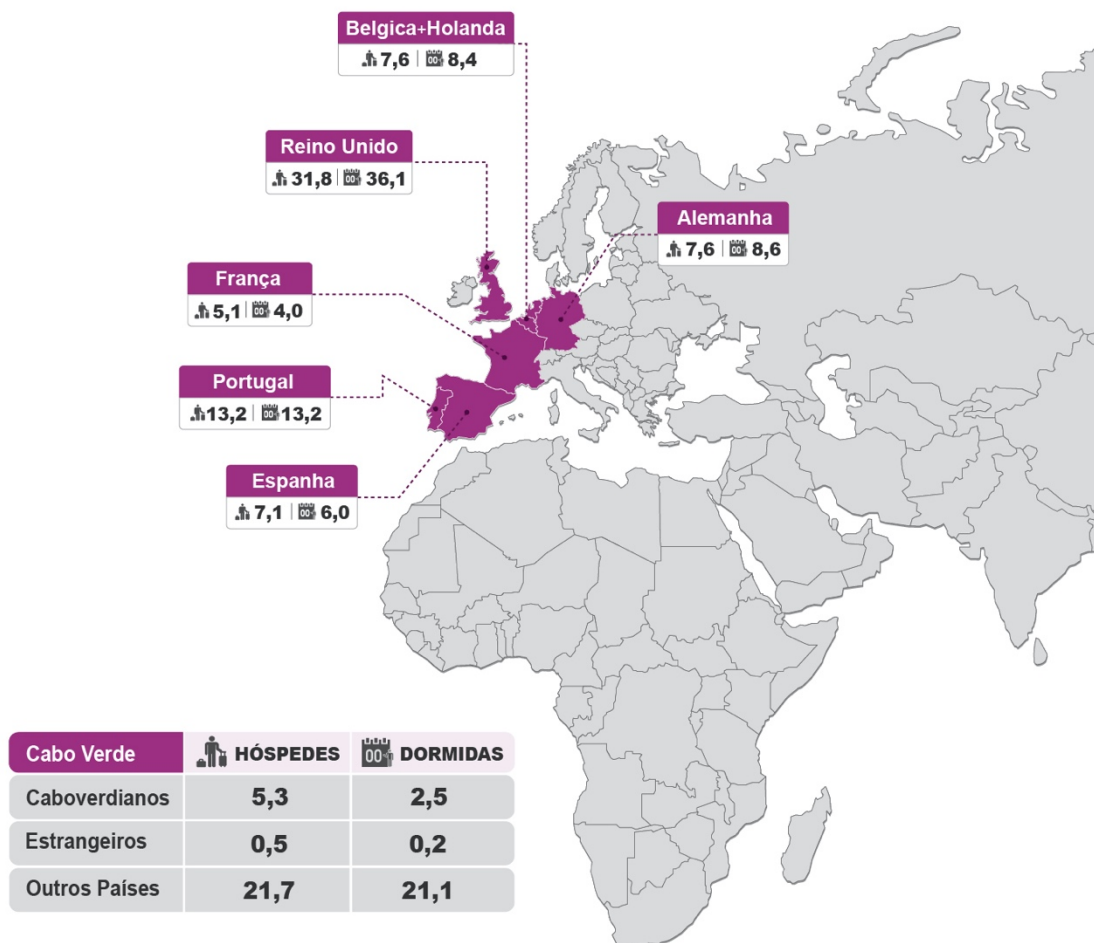 Belgica+Holanda
7,6 | 8,4
Reino Unido
31,8 | 36,1
Alemanha
7,6 | 8,6
França
5,1 | 4,0
Portugal
13,2 | 13,2
Espanha
7,1 | 6,0
Cabo Verde HÓSPEDES 00 DORMIDAS
Caboverdianos 5,3 2,5
Estrangeiros 0,5 0,2
Outros Países 21,7 21,1